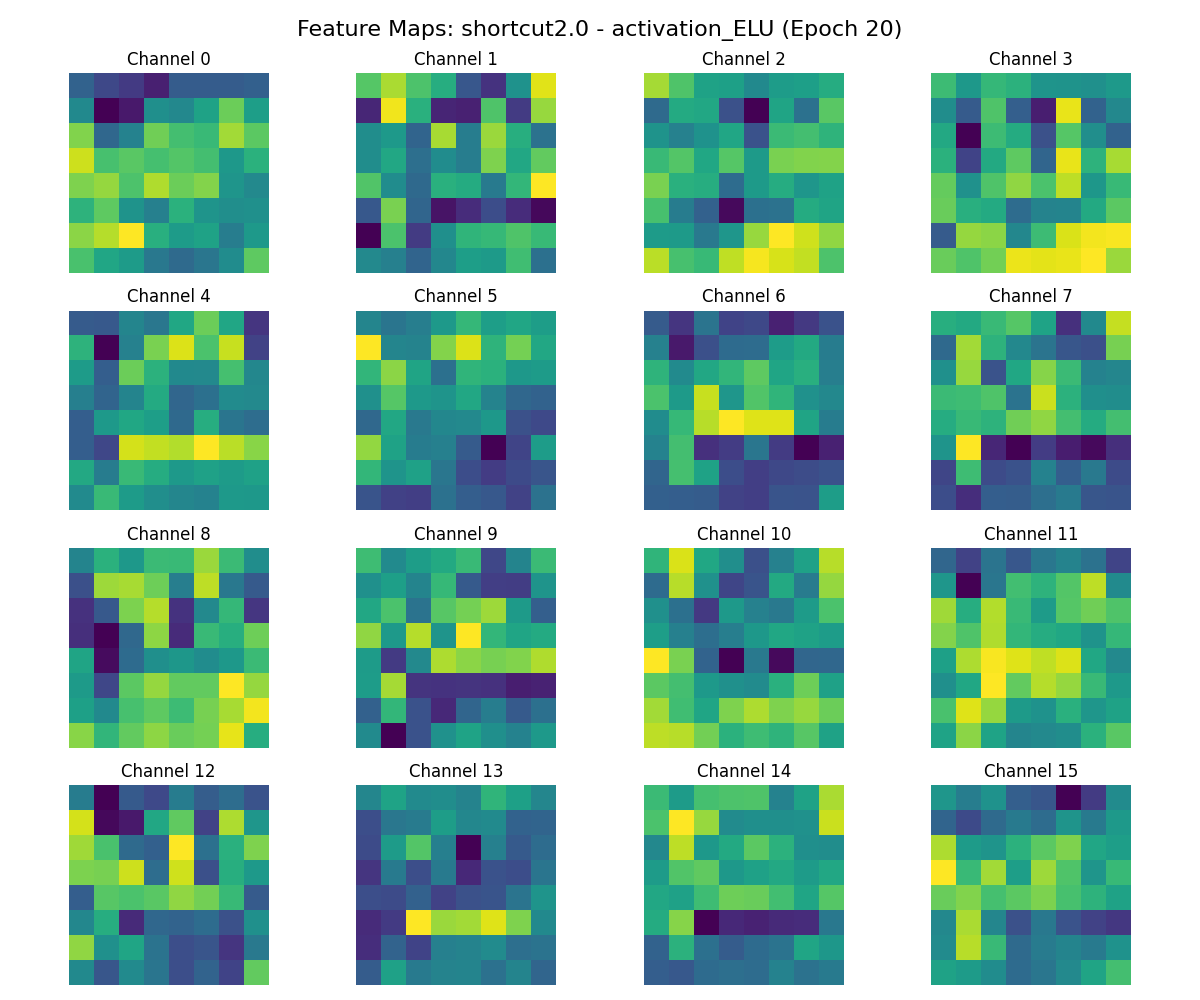 Feature Maps: shortcut2.0 - activation_ELU (Epoch 20)
Channel 0
Channel 1
Channel 2
Channel 3
Channel 4
Channel 5
Channel 6
Channel 7
Channel 8
Channel 9
Channel 10
Channel 11
Channel 12
Channel 13
Channel 14
Channel 15